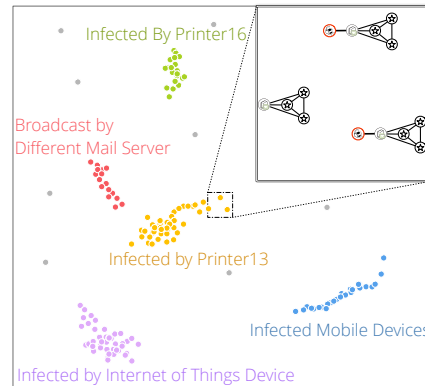 Infected By Printer16
Broadcast by
Different Mail Server
Infected by Printer13
Infected Mobile Devices
Infected by Internet of Things Device